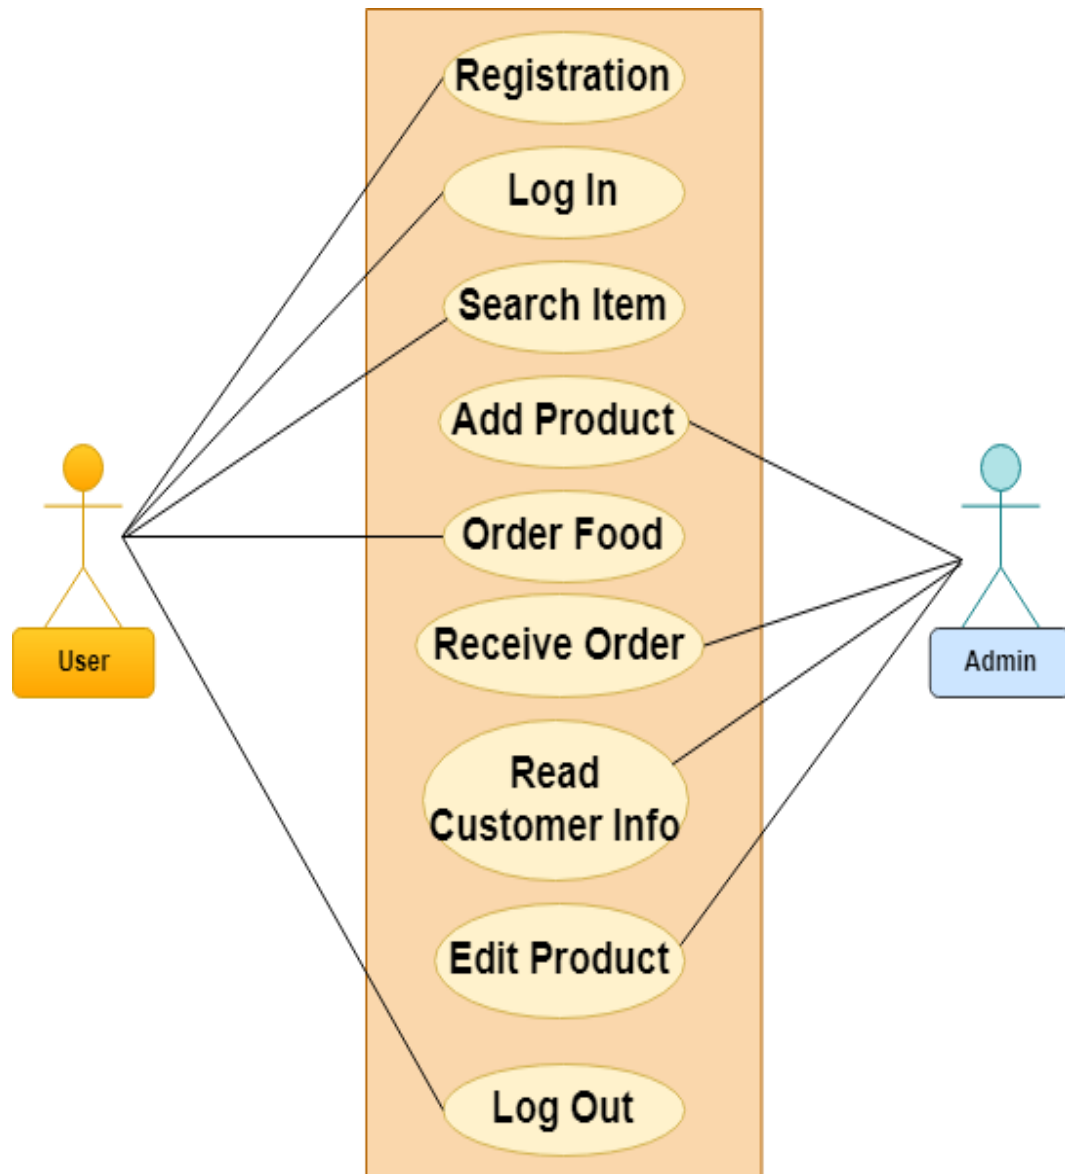 Registration
Log In
Search Item
Add Product
Order Food
Receive Order
User
Admin
Read
Customer Info
Edit Product
Log Out